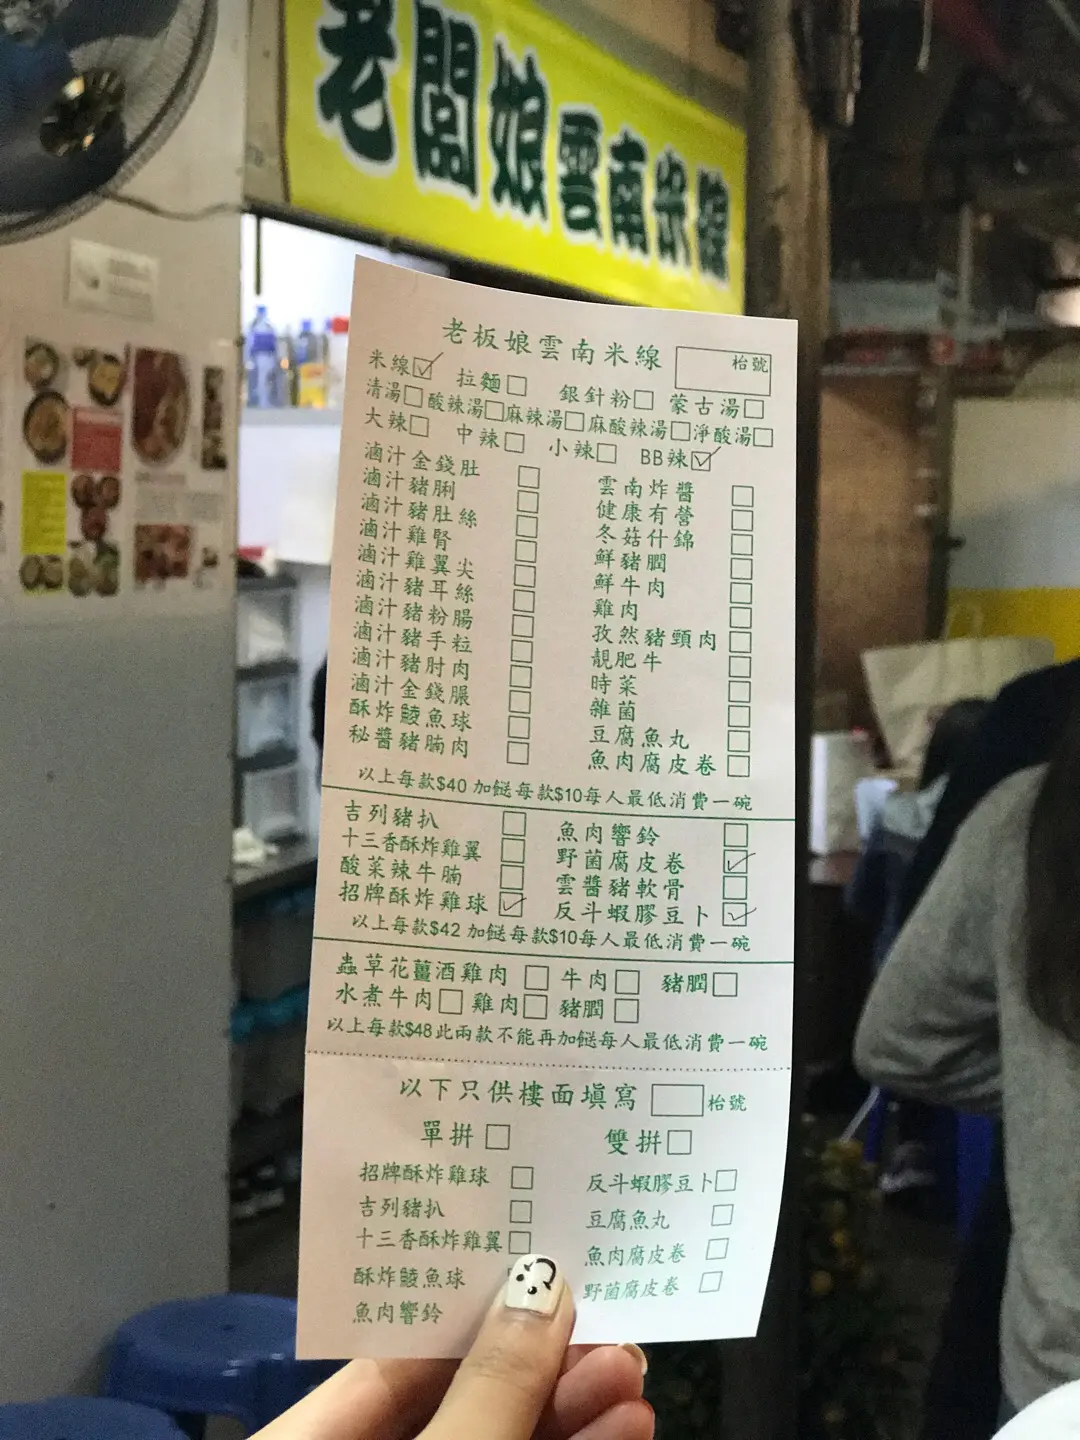 老闆娘雲南米線
老板娘雲南米線 枱號
米線 拉麵 銀針粉 蒙古湯
清湯 酸辣湯 麻辣湯 麻酸辣湯 淨酸湯
大辣 中辣 小辣 BB辣
滷汁金錢肚 雲南炸醬
滷汁豬脷 健康有營
滷汁豬肚絲 冬菇什錦
滷汁雞腎 鮮豬膶
滷汁雞翼尖 鮮牛肉
滷汁豬耳絲 雞肉
滷汁豬粉腸 孜然豬頸肉
滷汁豬手粒 靚肥牛
滷汁豬肘肉 時菜
滷汁金錢脹 雜菌
酥炸鯪魚球 豆腐魚丸
秘醬豬腩肉 魚肉腐皮卷
以上每款$40加餸每款$10每人最低消費一碗
吉列豬扒 魚肉響鈴
十三香酥炸雞翼 野菌腐皮卷
酸菜辣牛腩 雲醬豬軟骨
招牌酥炸雞球 反斗蝦膠豆卜
以上每款$42加餸每款$10每人最低消費一碗
蟲草花薑酒雞肉 牛肉 豬膶
水煮牛肉 雞肉 豬膶
以上每款$48此兩款不能再加餸每人最低消費一碗
以下只供樓面填寫 枱號
單拼 雙拼
招牌酥炸雞球 反斗蝦膠豆卜
吉列豬扒 豆腐魚丸
十三香酥炸雞翼 魚肉腐皮卷
酥炸鯪魚球 野菌腐皮卷
魚肉響鈴